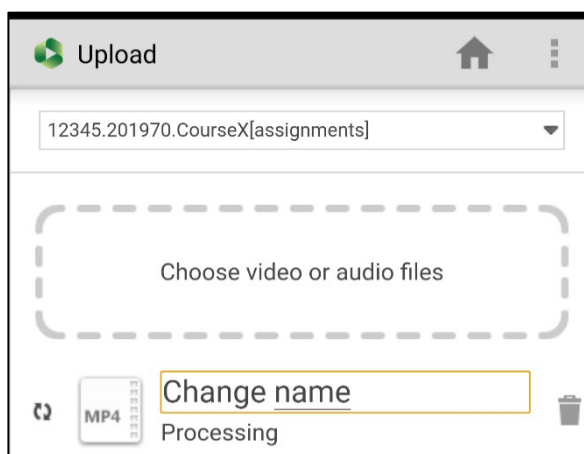 Upload
12345.201970.CourseX[assignments]
Choose video or audio files
MP4
Change name
Processing